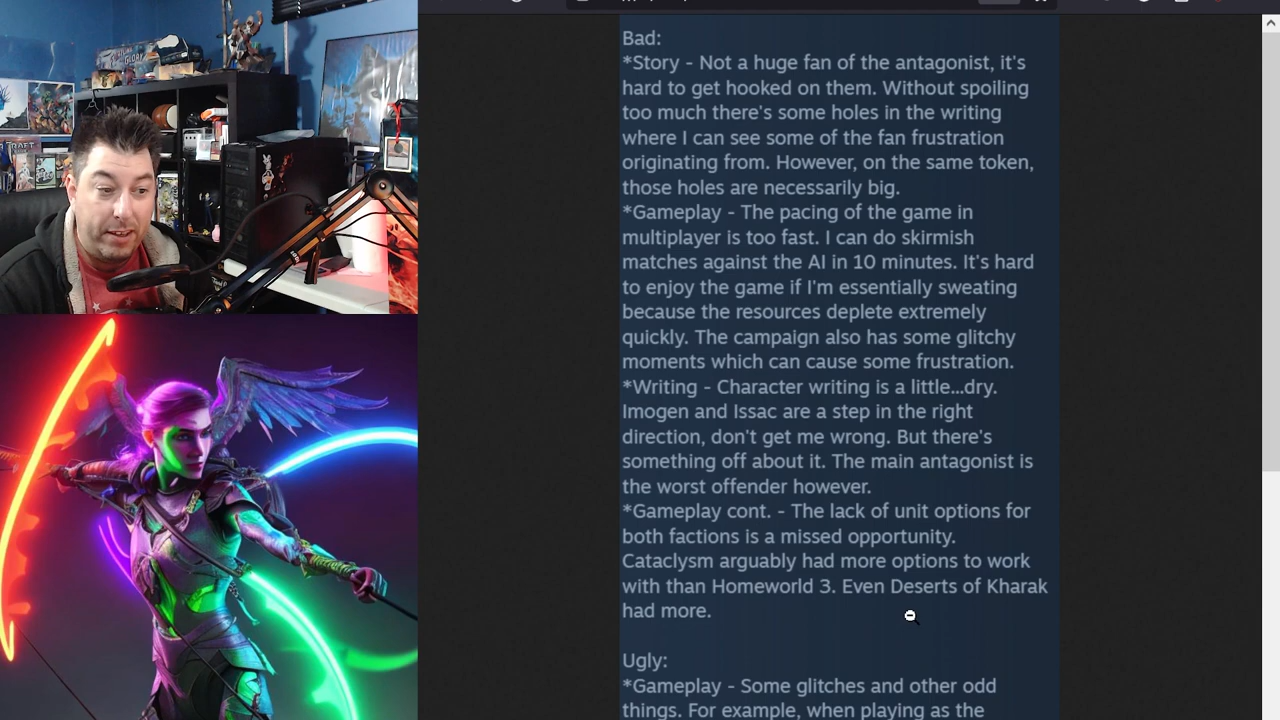 Bad:
*Story - Not a huge fan of the antagonist, it's
hard to get hooked on them. Without spoiling
too much there's some holes in the writing
where I can see some of the fan frustration
originating from. However, on the same token,
those holes are necessarily big.
*Gameplay - The pacing of the game in
multiplayer is too fast. I can do skirmish
matches against the AI in 10 minutes. It's hard
to enjoy the game if I'm essentially sweating
because the resources deplete extremely
quickly. The campaign also has some glitchy
moments which can cause some frustration.
*Writing - Character writing is a little...dry.
Imogen and Issac are a step in the right
direction, don't get me wrong. But there's
something off about it. The main antagonist is
the worst offender however.
*Gameplay cont. - The lack of unit options for
both factions is a missed opportunity.
Cataclysm arguably had more options to work
with than Homeworld 3. Even Deserts of Kharak
had more.
Ugly:
*Gameplay - Some glitches and other odd
things. For example, when playing as the